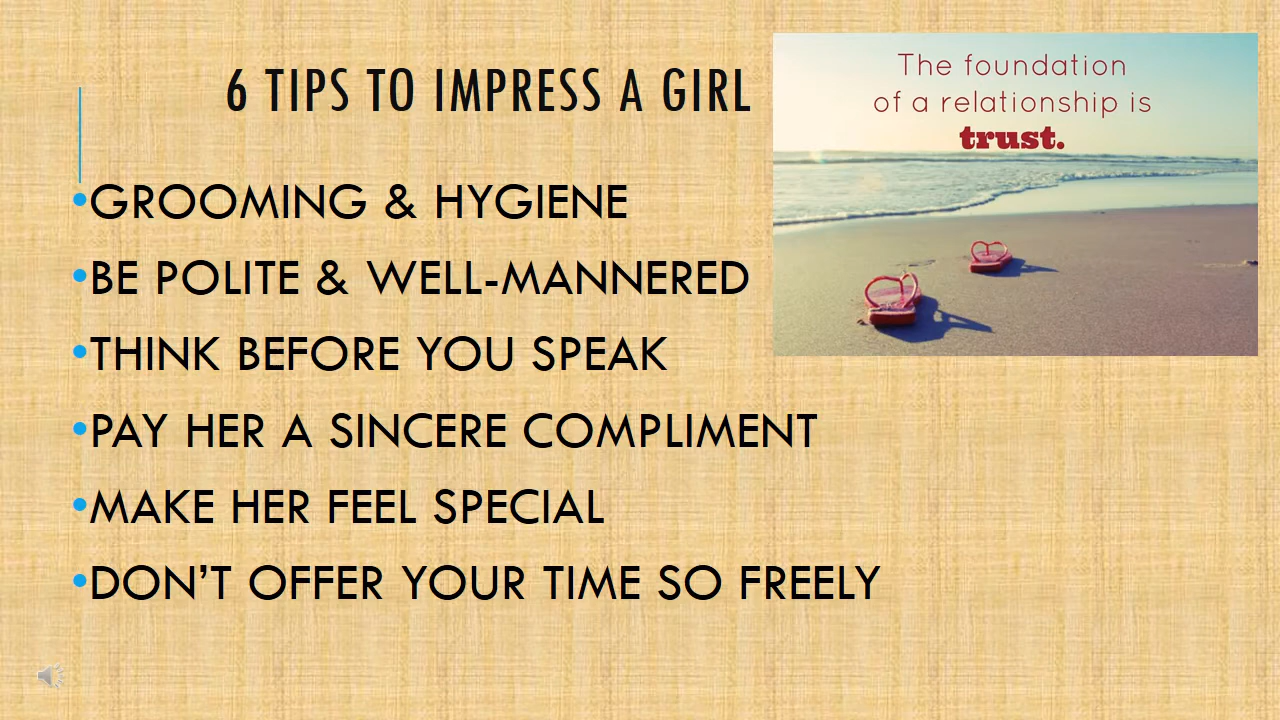 6 TIPS TO IMPRESS A GIRL
The foundation
of a relationship is
trust.
•GROOMING & HYGIENE
•BE POLITE & WELL-MANNERED
•THINK BEFORE YOU SPEAK
•PAY HER A SINCERE COMPLIMENT
•MAKE HER FEEL SPECIAL
•DON’T OFFER YOUR TIME SO FREELY